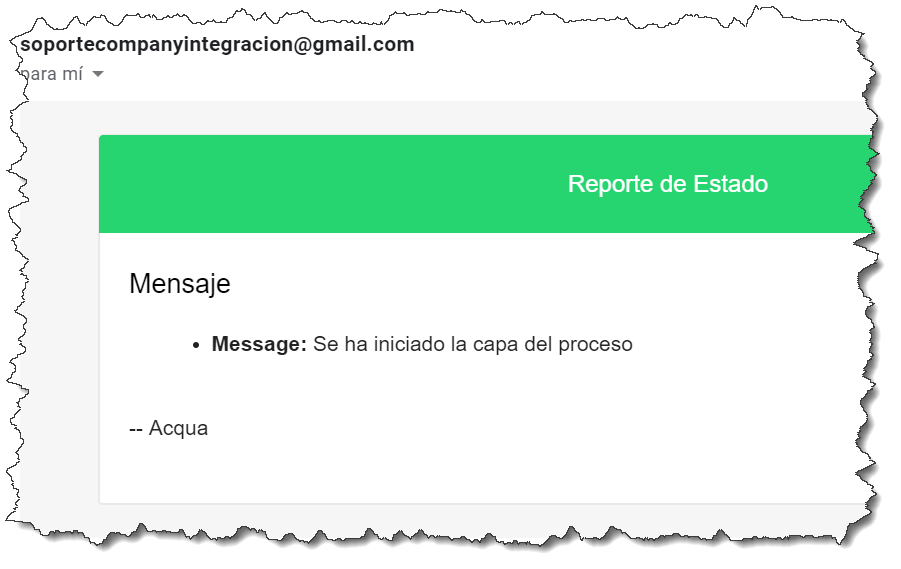 soportecompanyintegracion@gmail.com
para mí
Reporte de Estado
Mensaje
• Message: Se ha iniciado la capa del proceso
-- Acqua